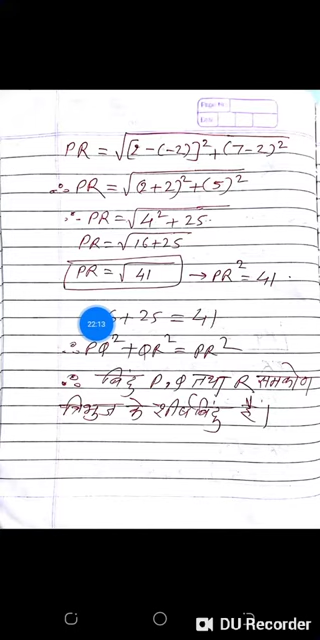 PR = √[2-(-2)]² + (7-2)²
∴ PR = √(2+2)² + (5)²
∴ PR = √4² + 25
PR = √16+25
PR = √41 → PR² = 41
22:13
+ 25 = 41
∴ PQ² + QR² = PR²
∴ बिंदु P, Q तथा R समकोण
त्रिभुज के शीर्षबिंदु हैं।
DU Recorder